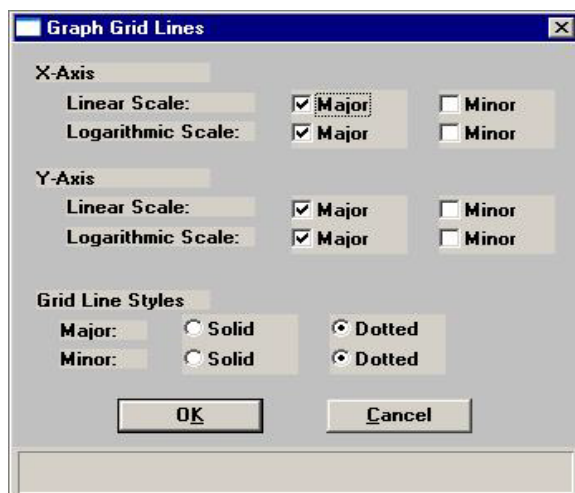 Graph Grid Lines
X-Axis
Linear Scale: Major Minor
Logarithmic Scale: Major Minor
Y-Axis
Linear Scale: Major Minor
Logarithmic Scale: Major Minor
Grid Line Styles
Major: Solid Dotted
Minor: Solid Dotted
OK Cancel